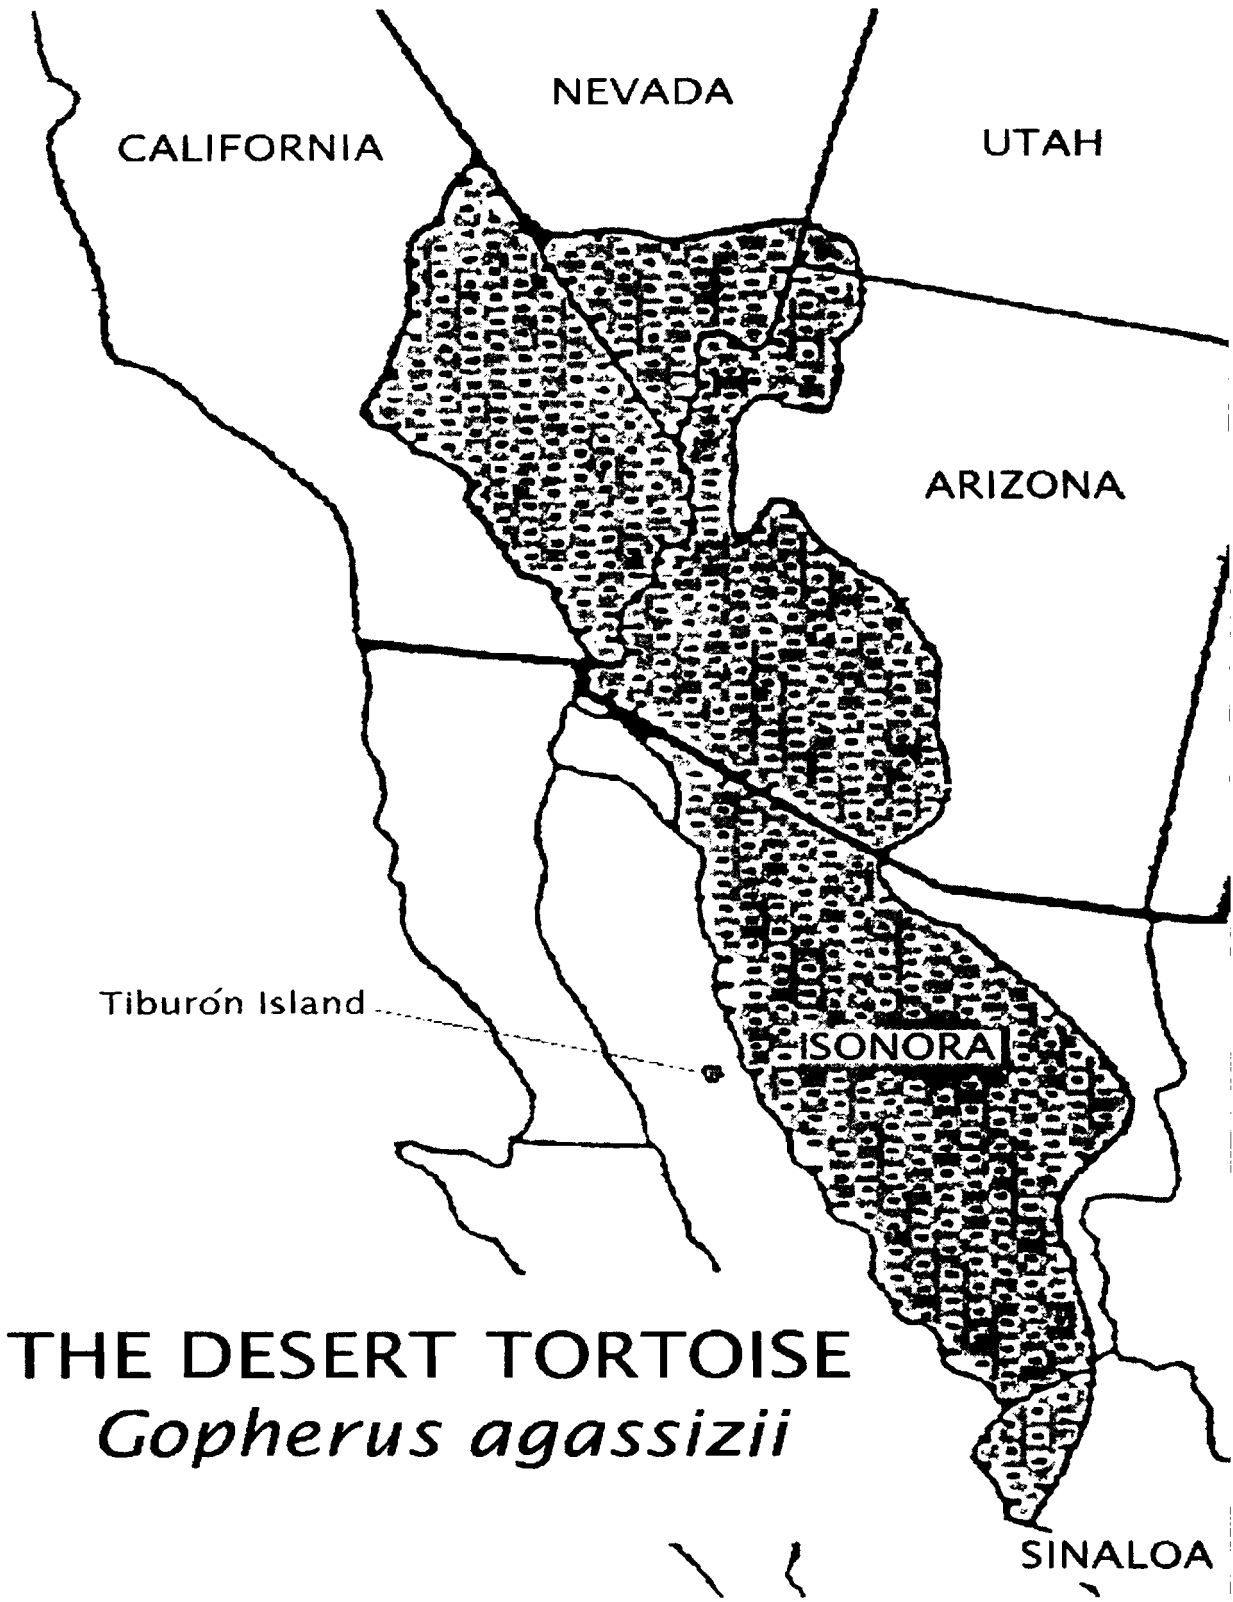 NEVADA
CALIFORNIA
UTAH
ARIZONA
Tiburón Island
SONORA
THE DESERT TORTOISE
Gopherus agassizii
SINALOA